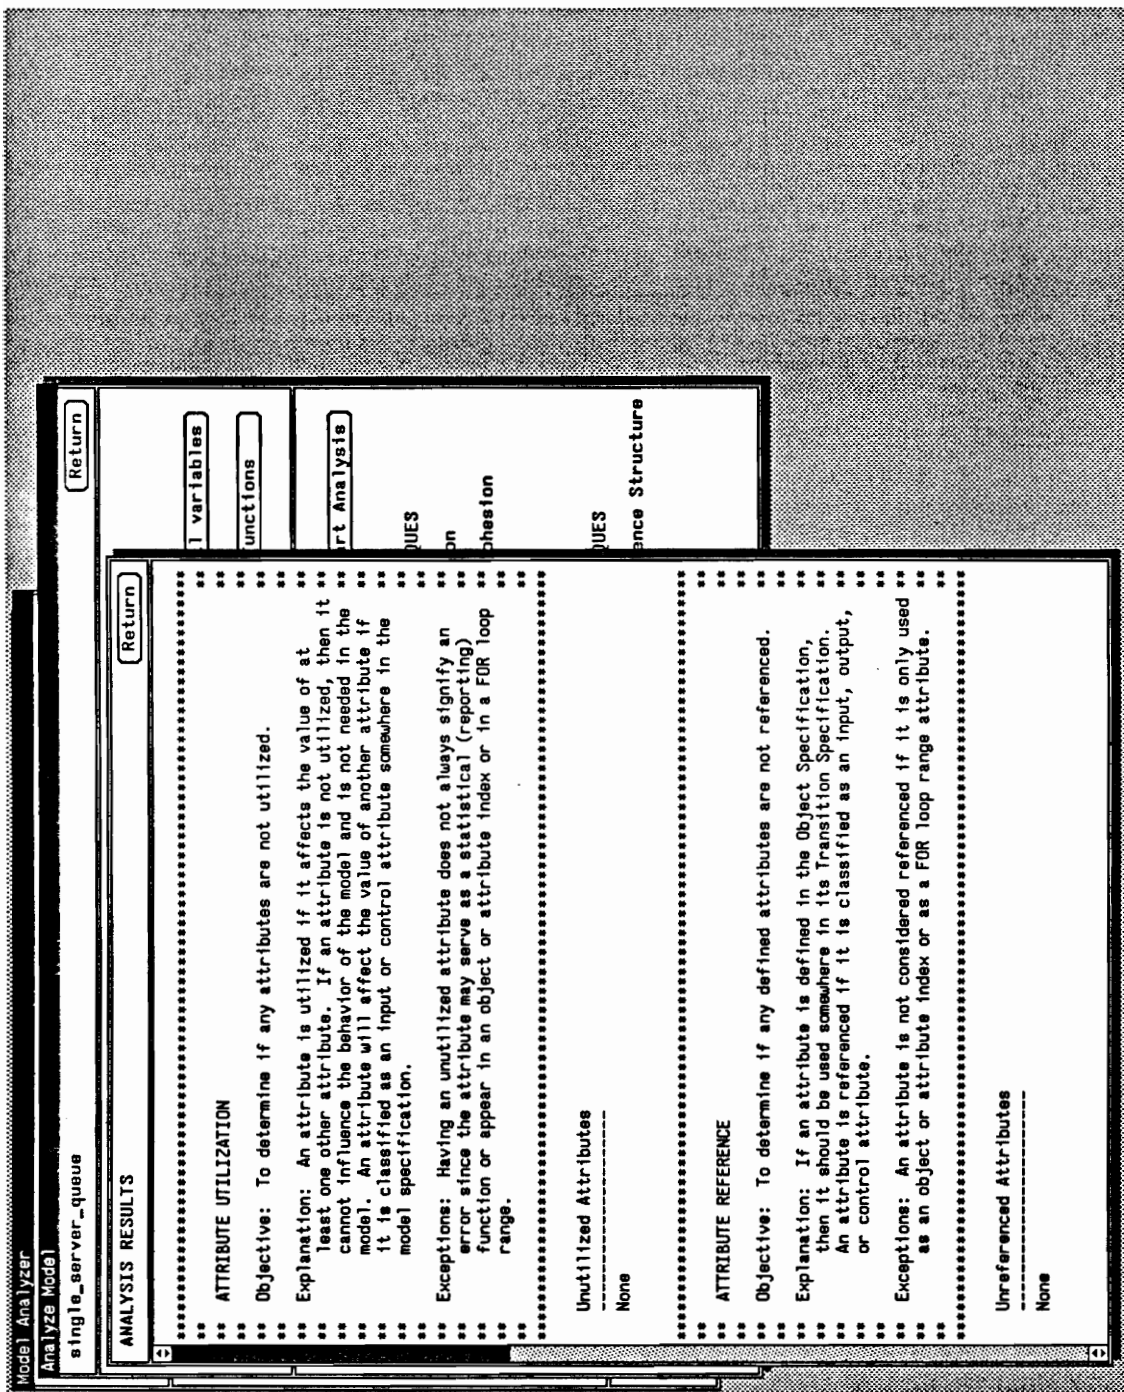 Model Analyzer
Analyze Model
single_server_queue
Return
l variables
unctions
rt Analysis
QUES
on
ohesion
QUES
ence Structure
ANALYSIS RESULTS
Return
******************************************************************************
** **
** ATTRIBUTE UTILIZATION **
** **
** Objective: To determine if any attributes are not utilized. **
** **
** Explanation: An attribute is utilized if it affects the value of at **
** least one other attribute. If an attribute is not utilized, then it **
** cannot influence the behavior of the model and is not needed in the **
** model. An attribute will affect the value of another attribute if **
** it is classified as an input or control attribute somewhere in the **
** model specification. **
** **
** Exceptions: Having an unutilized attribute does not always signify an **
** error since the attribute may serve as a statistical (reporting) **
** function or appear in an object or attribute index or in a FOR loop **
** range. **
** **
******************************************************************************
Unutilized Attributes
---------------------
None
******************************************************************************
** **
** ATTRIBUTE REFERENCE **
** **
** Objective: To determine if any defined attributes are not referenced. **
** **
** Explanation: If an attribute is defined in the Object Specification, **
** then it should be used somewhere in its Transition Specification. **
** An attribute is referenced if it is classified as an input, output, **
** or control attribute. **
** **
** Exceptions: An attribute is not considered referenced if it is only used **
** as an object or attribute index or as a FOR loop range attribute. **
** **
******************************************************************************
Unreferenced Attributes
-----------------------
None